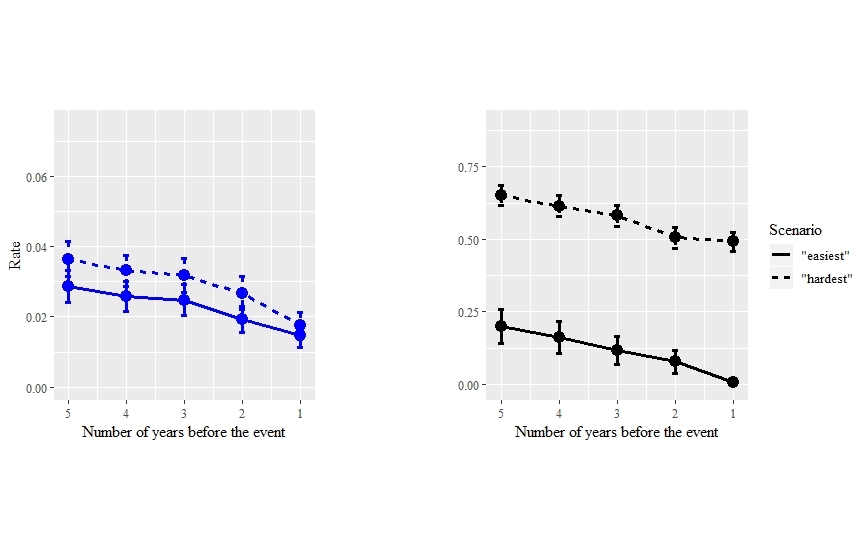 Rate
0.06
0.04
0.02
0.00
5 4 3 2 1
Number of years before the event
0.75
0.50
0.25
0.00
5 4 3 2 1
Number of years before the event
Scenario
"easiest"
"hardest"